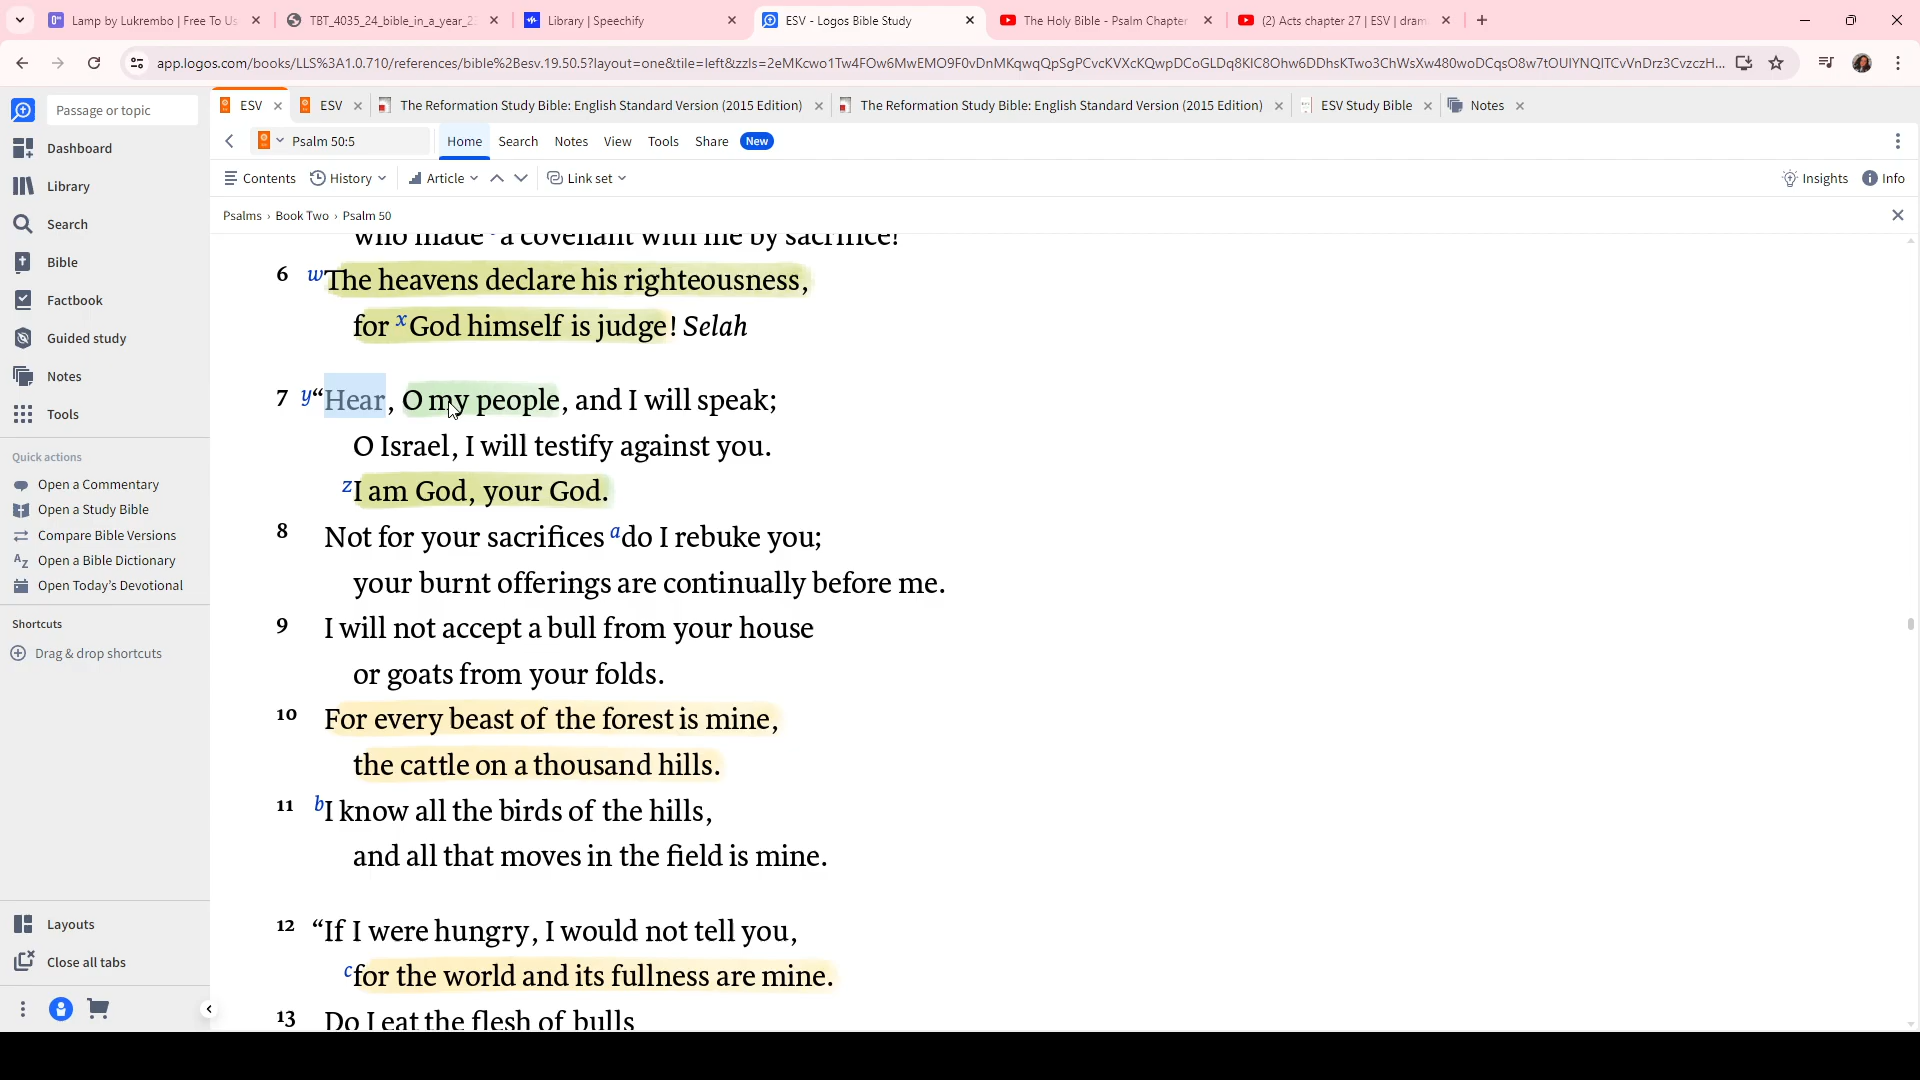 Lamp by Lukrembo | Free To Us
TBT_4035_24_bible_in_a_year_2
Library | Speechify
ESV - Logos Bible Study
The Holy Bible - Psalm Chapter
(2) Acts chapter 27 | ESV | dram
app.logos.com/books/LLS%3A1.0.710/references/bible%2Besv.19.50.5?layout=one&tile=left&zzls=2eMKcwo1Tw4FOw6MwEMO9F0vDnMKqwqQpSgPCvcKVXcKQwpDCoGLDq8KlC8Ohw6DDhsKTwo3ChWsXw480woDCqsO8w7tOUIYNQITCvVnDrz3CvzczH...
Passage or topic
ESV
ESV
The Reformation Study Bible: English Standard Version (2015 Edition)
The Reformation Study Bible: English Standard Version (2015 Edition)
ESV Study Bible
Notes
Psalm 50:5
Home Search Notes View Tools Share New
Contents History Article Link set Insights Info
Psalms › Book Two › Psalm 50
Dashboard
Library
Search
Bible
Factbook
Guided study
Notes
Tools
Quick actions
Open a Commentary
Open a Study Bible
Compare Bible Versions
Open a Bible Dictionary
Open Today's Devotional
Shortcuts
Drag & drop shortcuts
Layouts
Close all tabs
who made a covenant with me by sacrifice!
6 wThe heavens declare his righteousness,
for xGod himself is judge! Selah
7 y“Hear, O my people, and I will speak;
O Israel, I will testify against you.
zI am God, your God.
8 Not for your sacrifices ado I rebuke you;
your burnt offerings are continually before me.
9 I will not accept a bull from your house
or goats from your folds.
10 For every beast of the forest is mine,
the cattle on a thousand hills.
11 bI know all the birds of the hills,
and all that moves in the field is mine.
12 “If I were hungry, I would not tell you,
cfor the world and its fullness are mine.
13 Do I eat the flesh of bulls